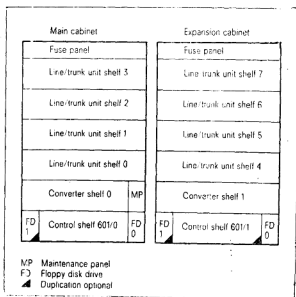 Main cabinet
Fuse panel
Line/trunk unit shelf 3
Line/trunk unit shelf 2
Line/trunk unit shelf 1
Line/trunk unit shelf 0
Converter shelf 0 MP
FD 1 Control shelf 601/0 FD 0
Expansion cabinet
Fuse panel
Line/trunk unit shelf 7
Line/trunk unit shelf 6
Line/trunk unit shelf 5
Line/trunk unit shelf 4
Converter shelf 1
FD 1 Control shelf 601/1 FD 0
MP Maintenance panel
FD Floppy disk drive
Duplication optional